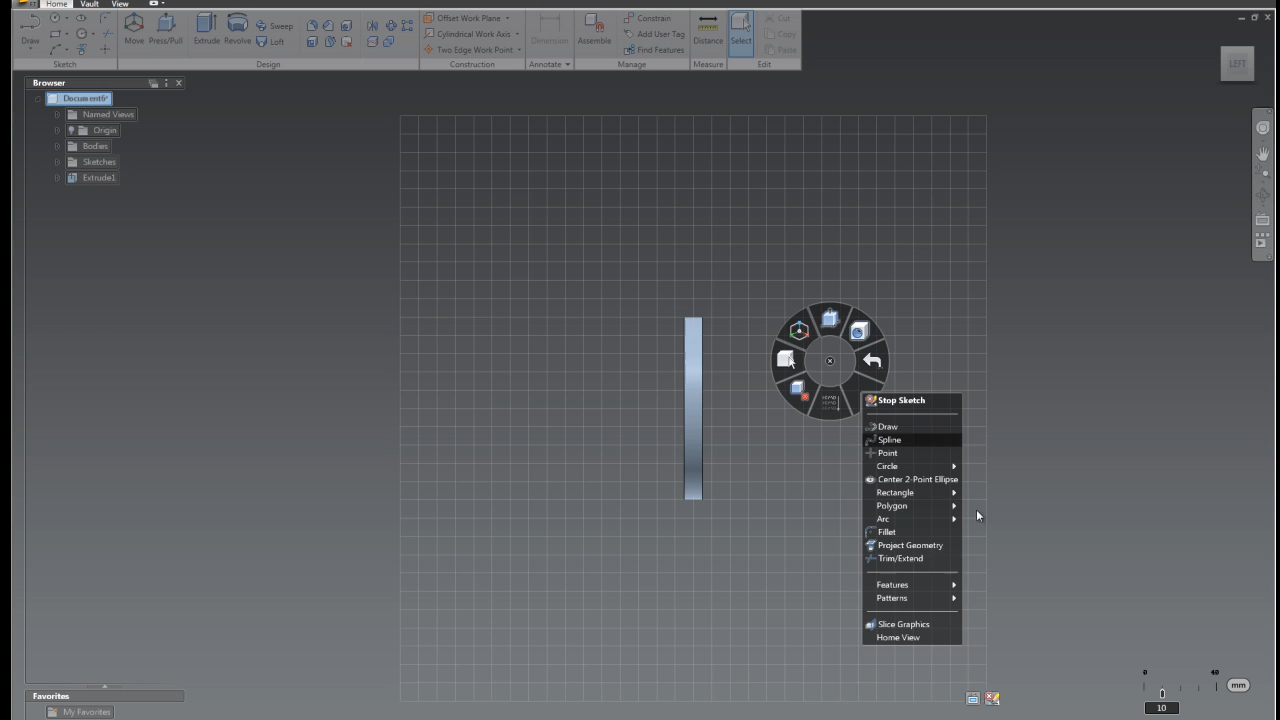 Home Vault View
Draw Move Press/Pull Extrude Revolve Sweep Loft
Offset Work Plane
Cylindrical Work Axis
Two Edge Work Point
Dimension Assemble
Constrain
Add User Tag
Find Features
Distance Select
Cut
Copy
Paste
Sketch Design Construction Annotate Manage Measure Edit
LEFT
Browser
Document6*
Named Views
Origin
Bodies
Sketches
Extrude1
Stop Sketch
Draw
Spline
Point
Circle
Center 2-Point Ellipse
Rectangle
Polygon
Arc
Fillet
Project Geometry
Trim/Extend
Features
Patterns
Slice Graphics
Home View
0 40
mm
10
Favorites
My Favorites